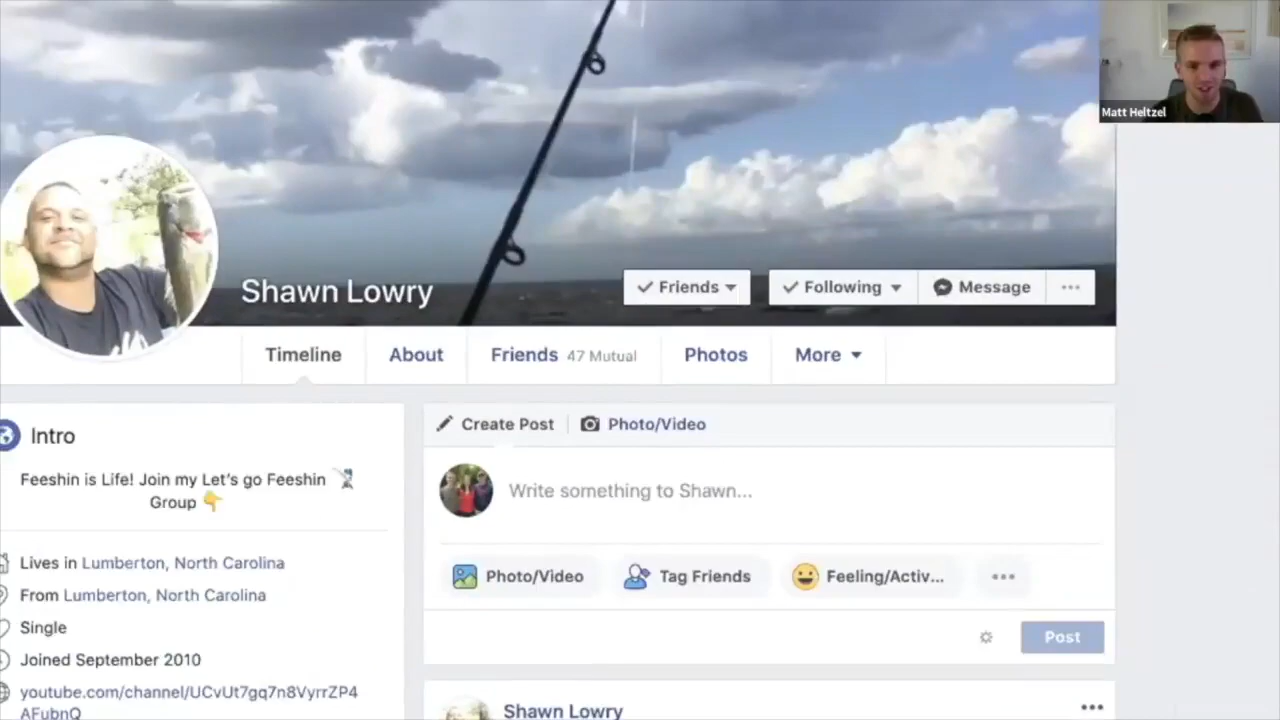 Matt Heltzel
Shawn Lowry
Friends
Following
Message
Timeline
About
Friends 47 Mutual
Photos
More
Intro
Feeshin is Life! Join my Let's go Feeshin
Group
Lives in Lumberton, North Carolina
From Lumberton, North Carolina
Single
Joined September 2010
youtube.com/channel/UCvUt7gq7n8VyrrZP4
AFubnQ
Create Post
Photo/Video
Write something to Shawn...
Photo/Video
Tag Friends
Feeling/Activ...
Post
Shawn Lowry